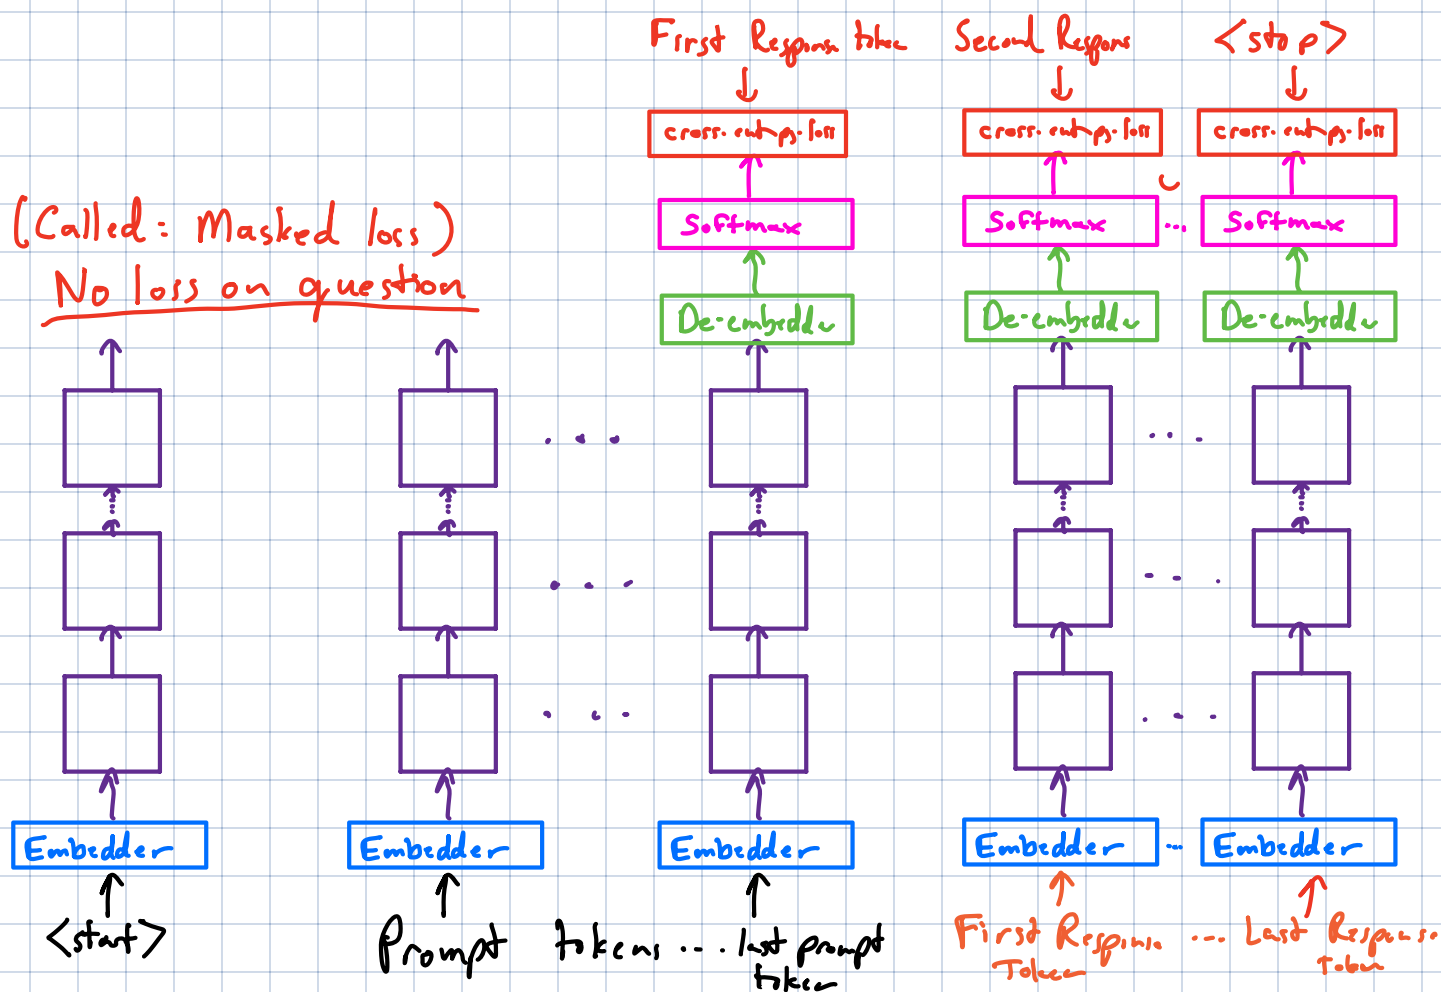 First Response token Second Respons <stop>
cross. entropy. loss cross. entropy. loss cross. entropy. loss
(Called: Masked loss)
Softmax Softmax ... Softmax
No loss on question
De-embedder De-embedder De-embedder
Embedder Embedder Embedder Embedder ... Embedder
<start> Prompt tokens ... last prompt token First Response Token .... Last Response Token